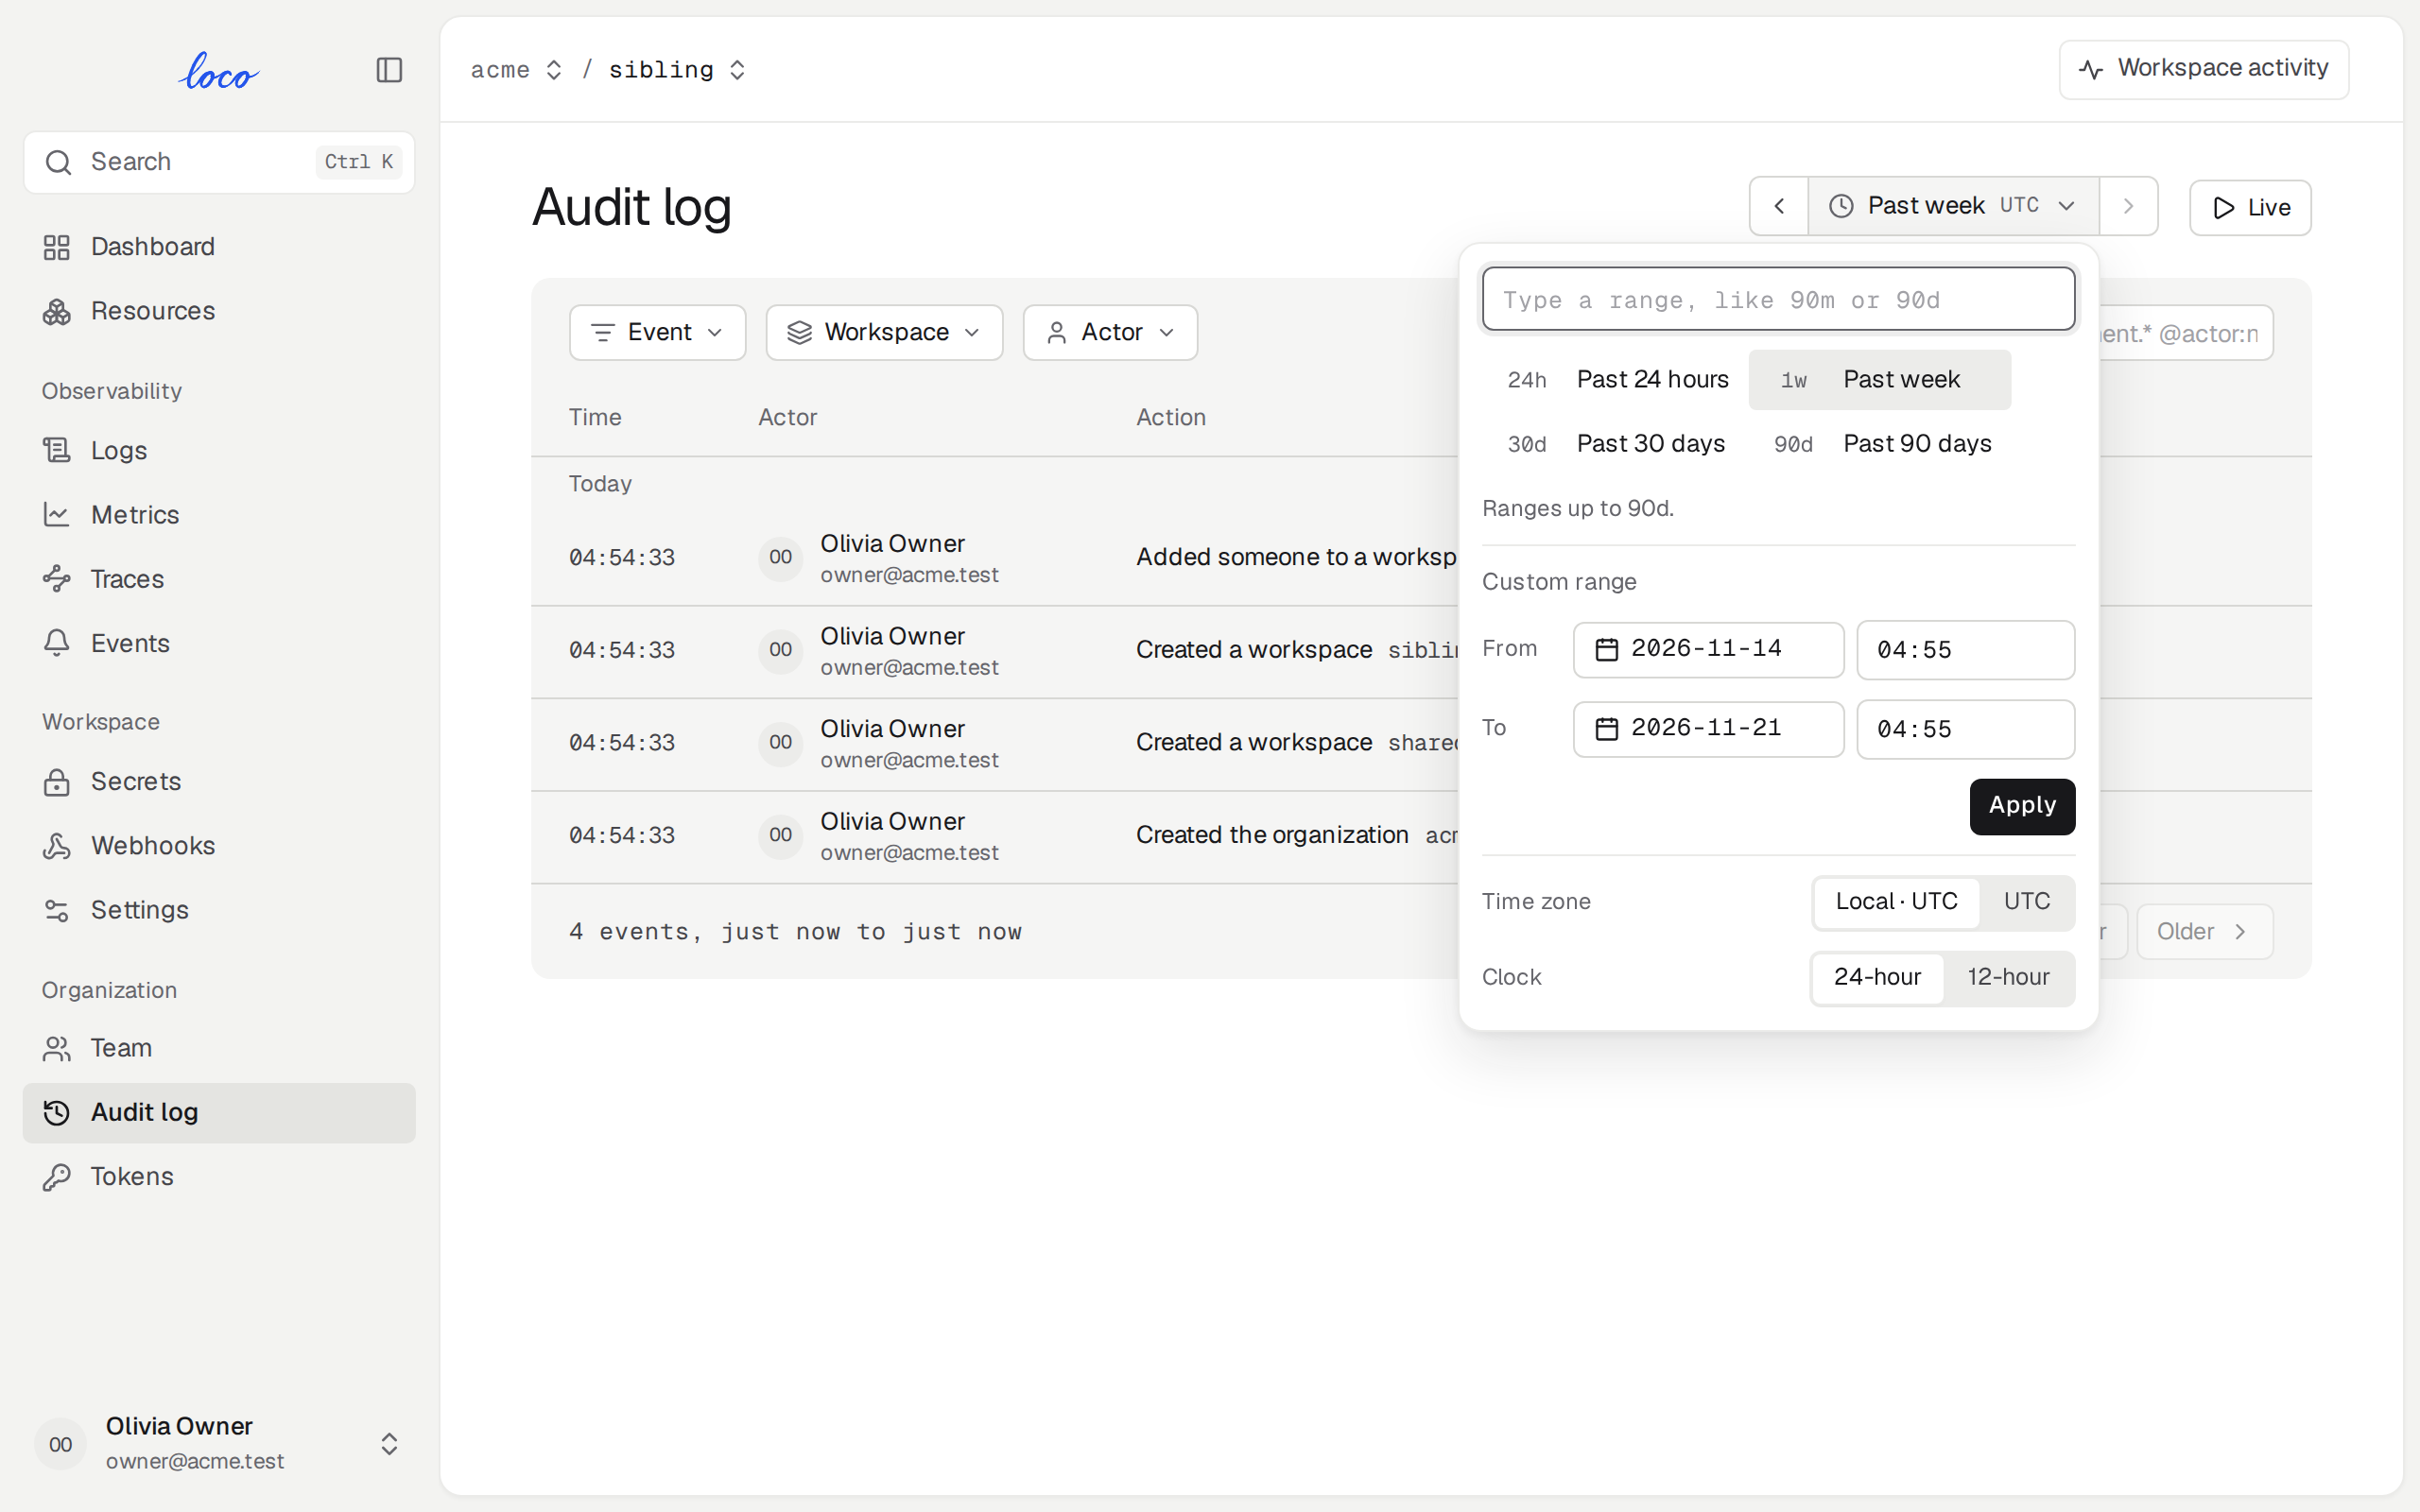 loco
Search Ctrl K
Dashboard
Resources
Observability
Logs
Metrics
Traces
Events
Workspace
Secrets
Webhooks
Settings
Organization
Team
Audit log
Tokens
OO Olivia Owner
owner@acme.test
acme / sibling
Workspace activity
Audit log
Past week UTC
Live
Event Workspace Actor
Time Actor Action
Today
04:54:33 OO Olivia Owner owner@acme.test Added someone to a worksp
04:54:33 OO Olivia Owner owner@acme.test Created a workspace siblin
04:54:33 OO Olivia Owner owner@acme.test Created a workspace shared
04:54:33 OO Olivia Owner owner@acme.test Created the organization acm
4 events, just now to just now
Older
Type a range, like 90m or 90d
24h Past 24 hours 1w Past week
30d Past 30 days 90d Past 90 days
Ranges up to 90d.
Custom range
From 2026-11-14 04:55
To 2026-11-21 04:55
Apply
Time zone Local · UTC UTC
Clock 24-hour 12-hour
ent.* @actor:n